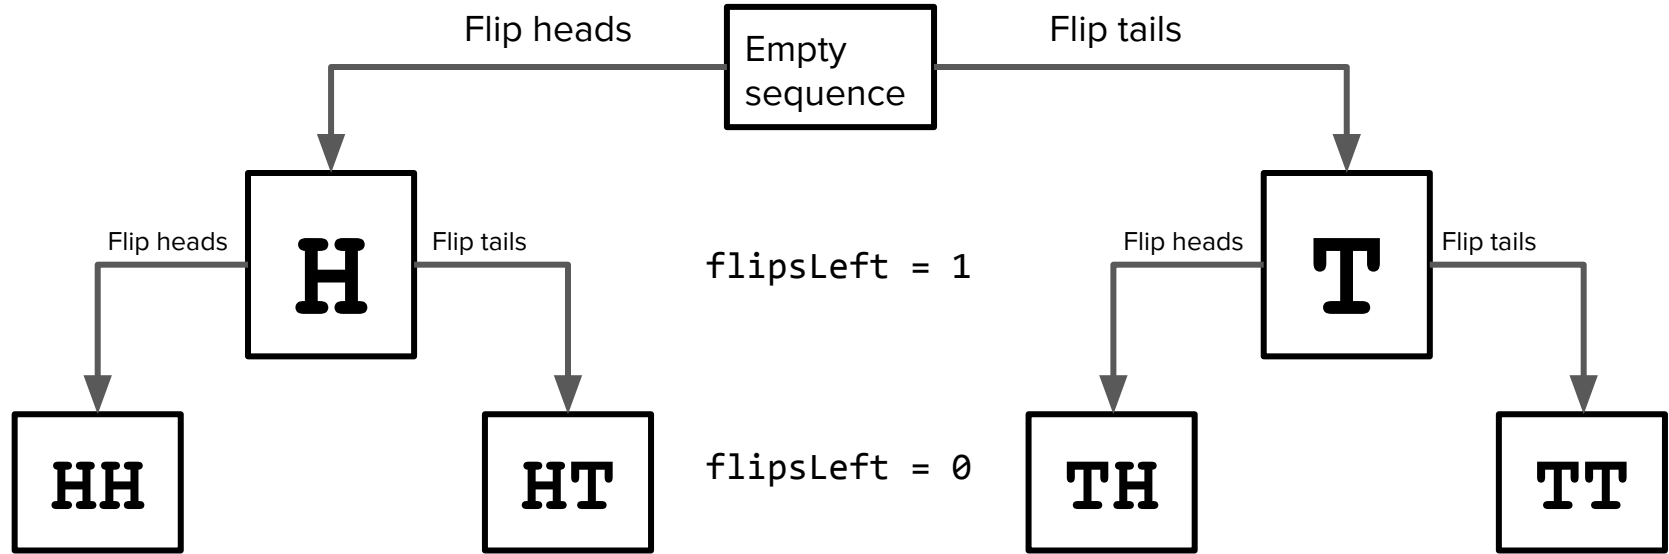 Flip heads
Empty
sequence
Flip tails
Flip heads
H
Flip tails
flipsLeft = 1
Flip heads
T
Flip tails
HH
HT
flipsLeft = 0
TH
TT